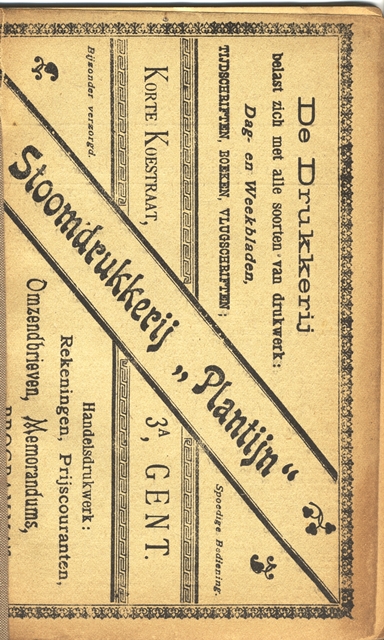 De Drukkerij
belast zich met alle soorten van drukwerk:
Dag- en Weekbladen,
TIJDSCHRIFTEN, BOEKEN, VLUGSCHRIFTEN;
KORTE KOESTRAAT, 3A, GENT.
Bijzonder verzorgd.
Spoedige Bediening.
Stoomdrukkerij „Plantijn“
Handelsdrukwerk:
Rekeningen, Prijscouranten,
Omzendbrieven, Memorandums,